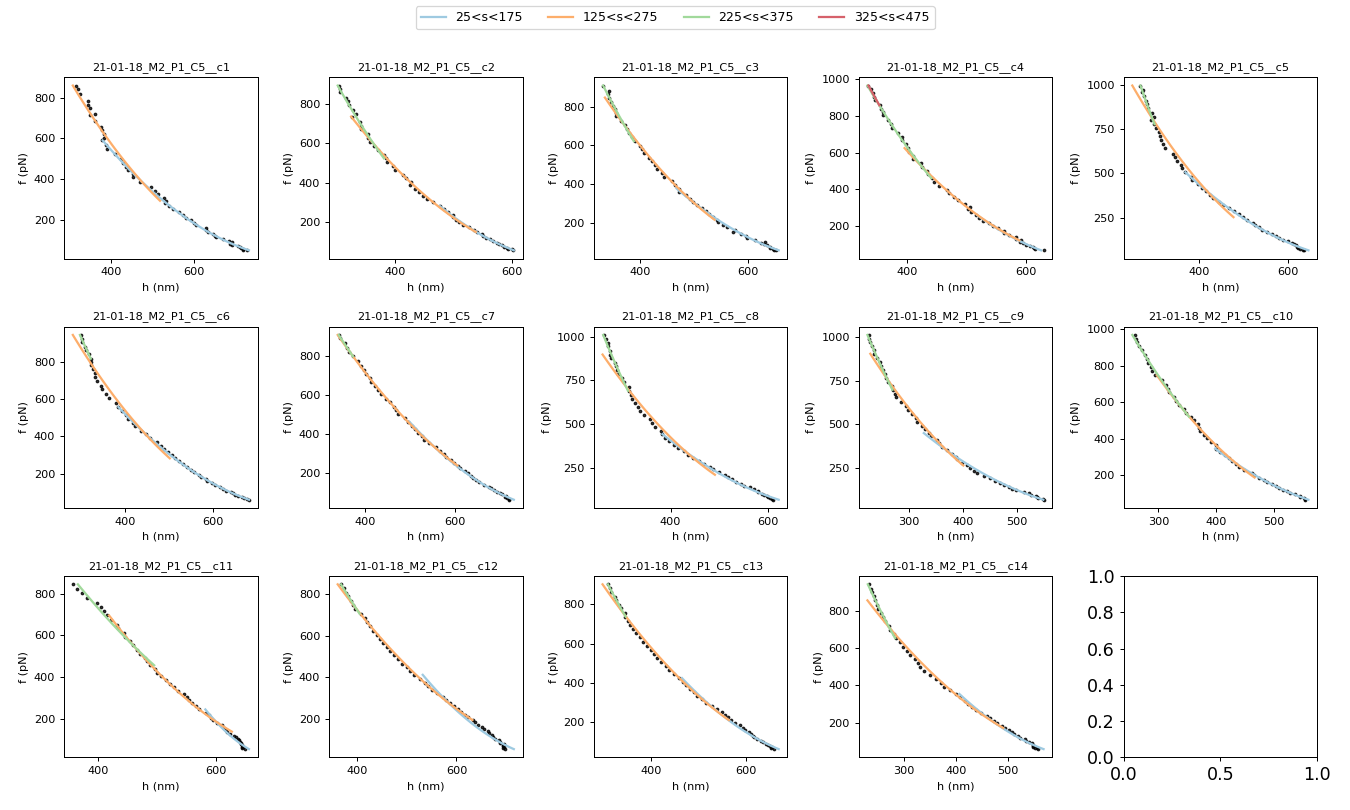 25<s<175 125<s<275 225<s<375 325<s<475
21-01-18_M2_P1_C5__c1 21-01-18_M2_P1_C5__c2 21-01-18_M2_P1_C5__c3 21-01-18_M2_P1_C5__c4 21-01-18_M2_P1_C5__c5
f (pN) 800 600 400 200 f (pN) 800 600 400 200 f (pN) 800 600 400 200 f (pN) 1000 800 600 400 200 f (pN) 1000 750 500 250
400 600 400 600 400 600 400 600 400 600
h (nm) h (nm) h (nm) h (nm) h (nm)
21-01-18_M2_P1_C5__c6 21-01-18_M2_P1_C5__c7 21-01-18_M2_P1_C5__c8 21-01-18_M2_P1_C5__c9 21-01-18_M2_P1_C5__c10
f (pN) 800 600 400 200 f (pN) 800 600 400 200 f (pN) 1000 750 500 250 f (pN) 1000 750 500 250 f (pN) 1000 800 600 400 200
400 600 400 600 400 600 300 400 500 300 400 500
h (nm) h (nm) h (nm) h (nm) h (nm)
21-01-18_M2_P1_C5__c11 21-01-18_M2_P1_C5__c12 21-01-18_M2_P1_C5__c13 21-01-18_M2_P1_C5__c14
f (pN) 800 600 400 200 f (pN) 800 600 400 200 f (pN) 800 600 400 200 f (pN) 800 600 400 200 1.0 0.8 0.6 0.4 0.2 0.0
400 600 400 600 400 600 300 400 500 0.0 0.5 1.0
h (nm) h (nm) h (nm) h (nm)